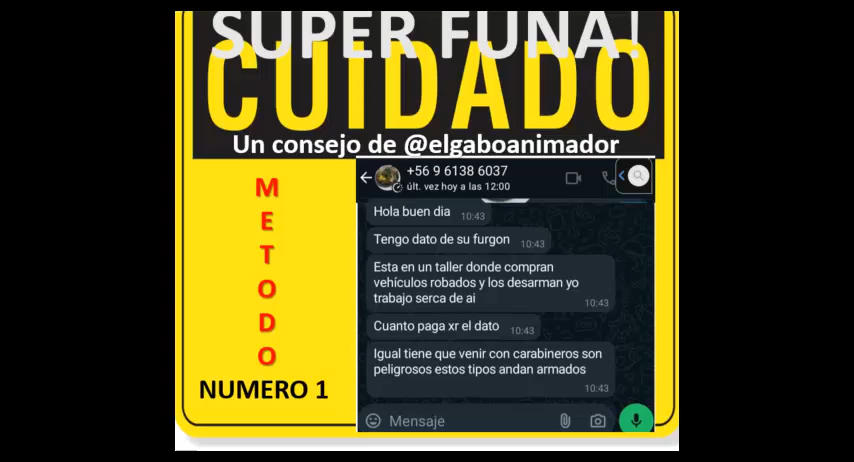 SUPER FUNA!
CUIDADO
Un consejo de @elgaboanimador
METODO
NUMERO 1
+56 9 6138 6037
últ. vez hoy a las 12:00
Hola buen dia 10:43
Tengo dato de su furgon 10:43
Esta en un taller donde compran
vehículos robados y los desarman yo
trabajo serca de ai 10:43
Cuanto paga xr el dato 10:43
Igual tiene que venir con carabineros son
peligrosos estos tipos andan armados
10:43
Mensaje